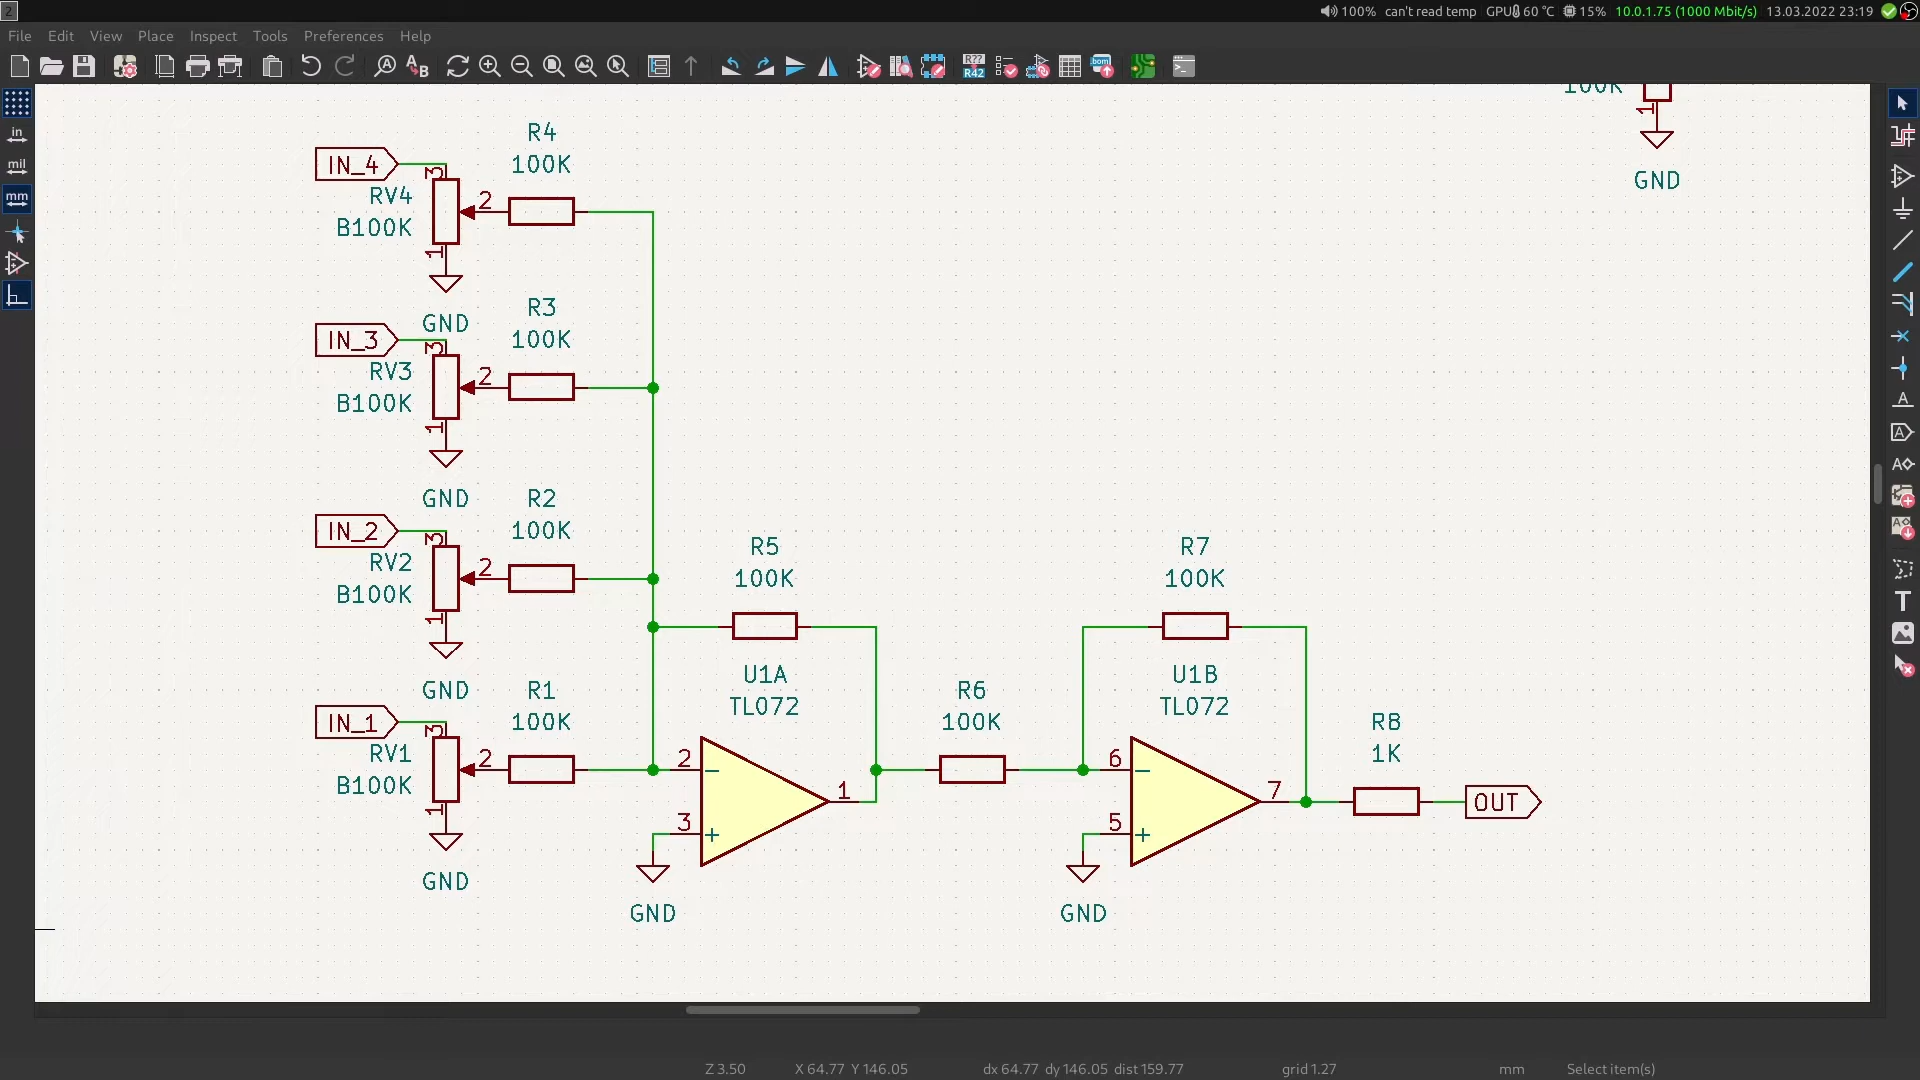 2
100% can't read temp GPU 60 °C 15% 10.0.1.75 (1000 Mbit/s) 13.03.2022 23:19
File Edit View Place Inspect Tools Preferences Help
A A B R?? R42 bom
in
mil
mm
100K
1
GND
R4
100K
IN_4
3
RV4
2
B100K
1
GND
R3
100K
IN_3
3
RV3
2
B100K
1
GND
R2
100K
IN_2
3
RV2
2
B100K
1
GND
R1
100K
IN_1
3
RV1
2
B100K
1
GND
R5
100K
U1A
TL072
2
−
3
+
1
GND
R6
100K
R7
100K
U1B
TL072
6
−
5
+
7
GND
R8
1K
OUT
A
A
A
A
T
Z 3.50 X 64.77 Y 146.05 dx 64.77 dy 146.05 dist 159.77 grid 1.27 mm Select item(s)